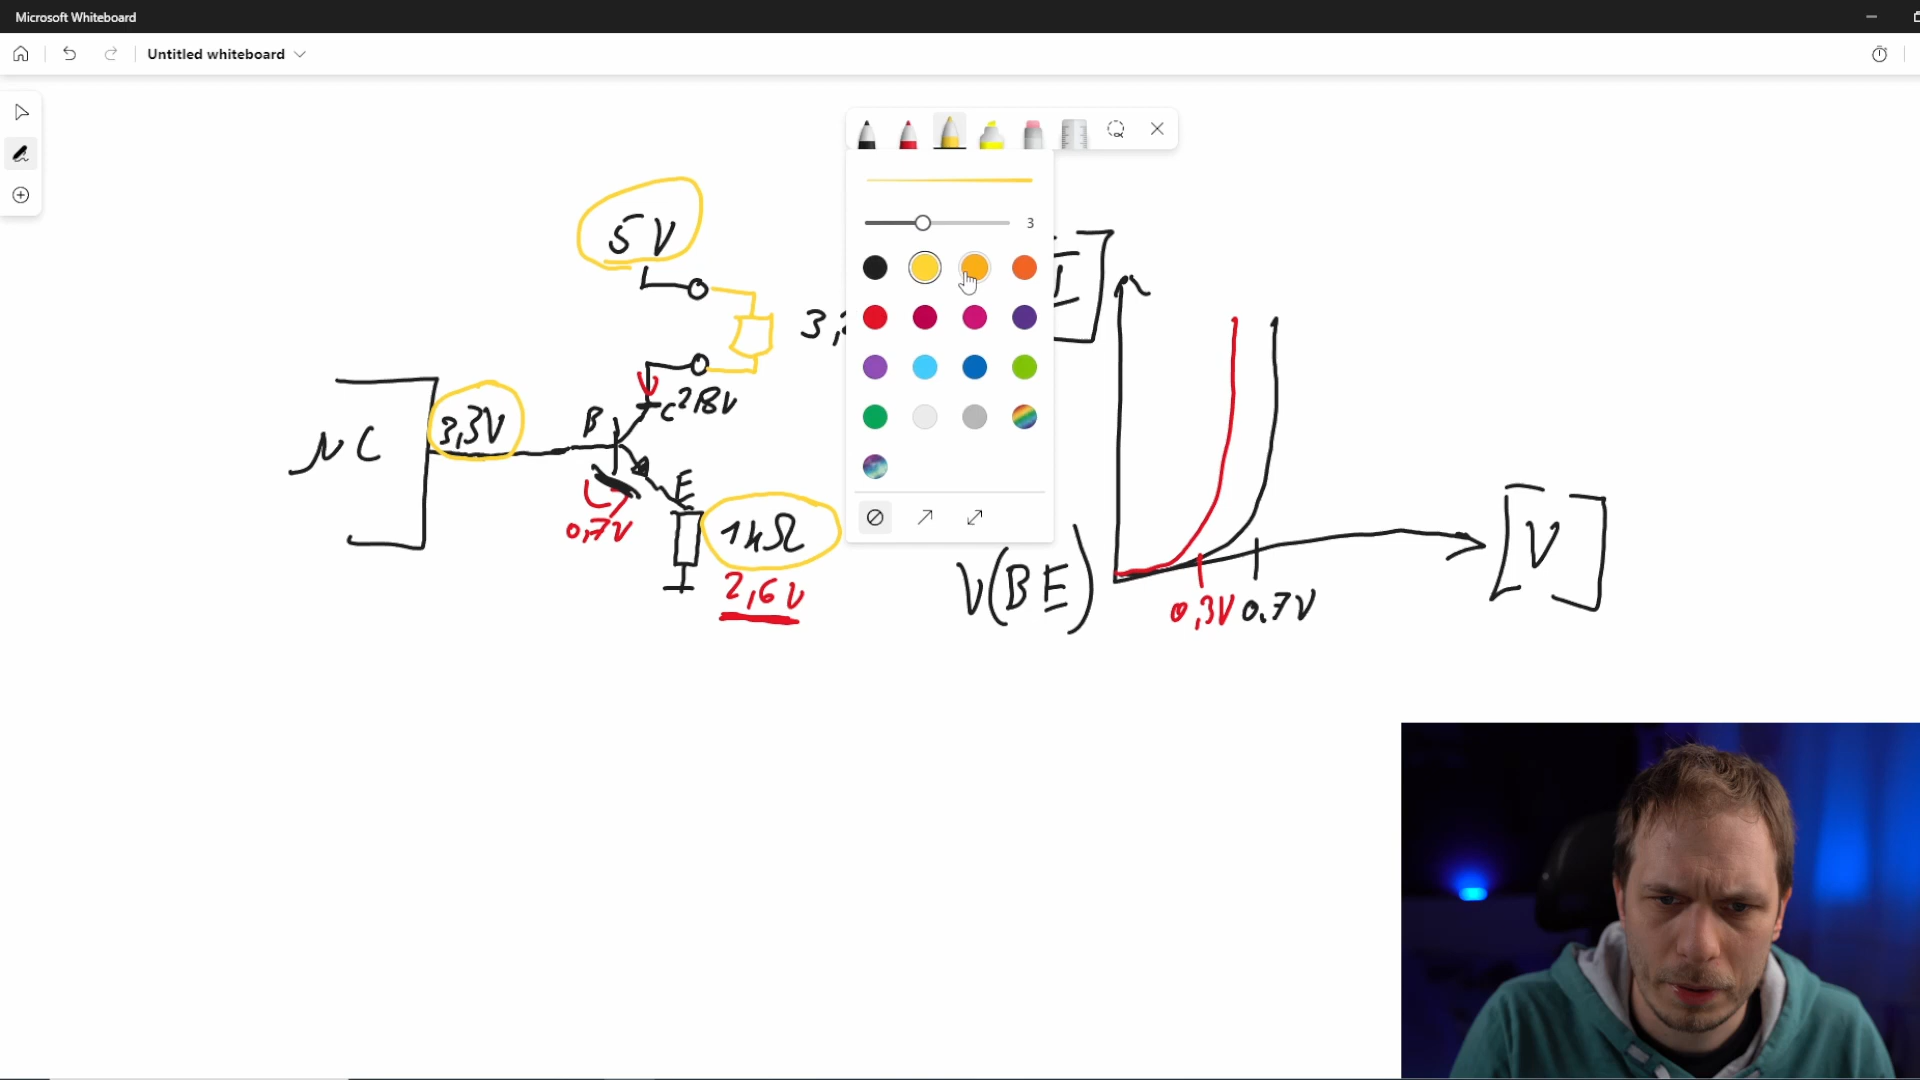 Microsoft Whiteboard
Untitled whiteboard
3
5V
I
3,
μC
3,3V
B
C
2,8V
E
0,7V
1kΩ
2,6V
V(BE)
0,3V
0.7V
[V]